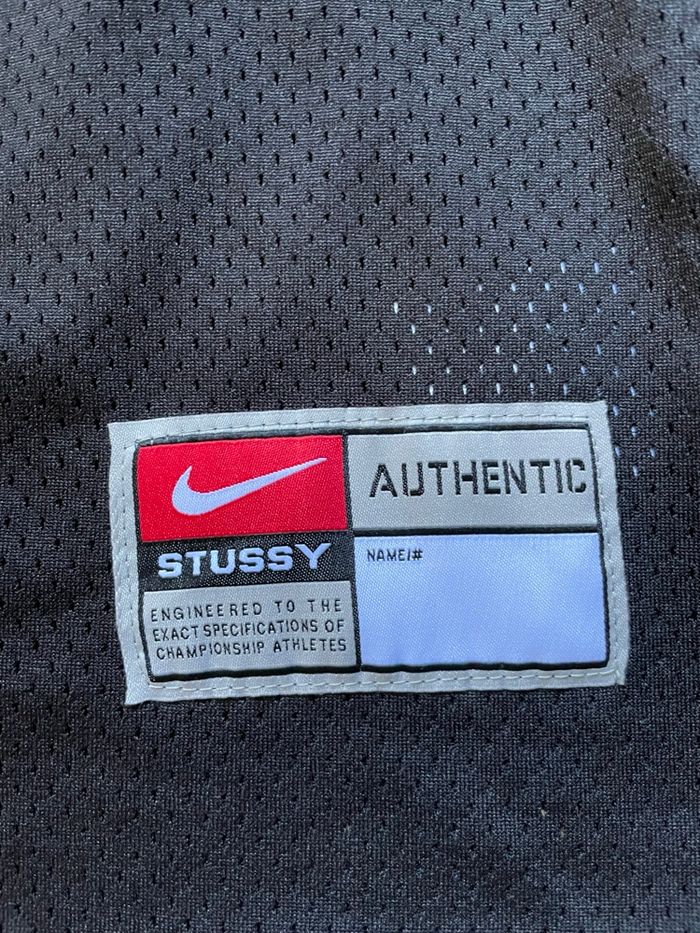 AUTHENTIC
STUSSY
NAME/#
ENGINEERED TO THE
EXACT SPECIFICATIONS OF
CHAMPIONSHIP ATHLETES